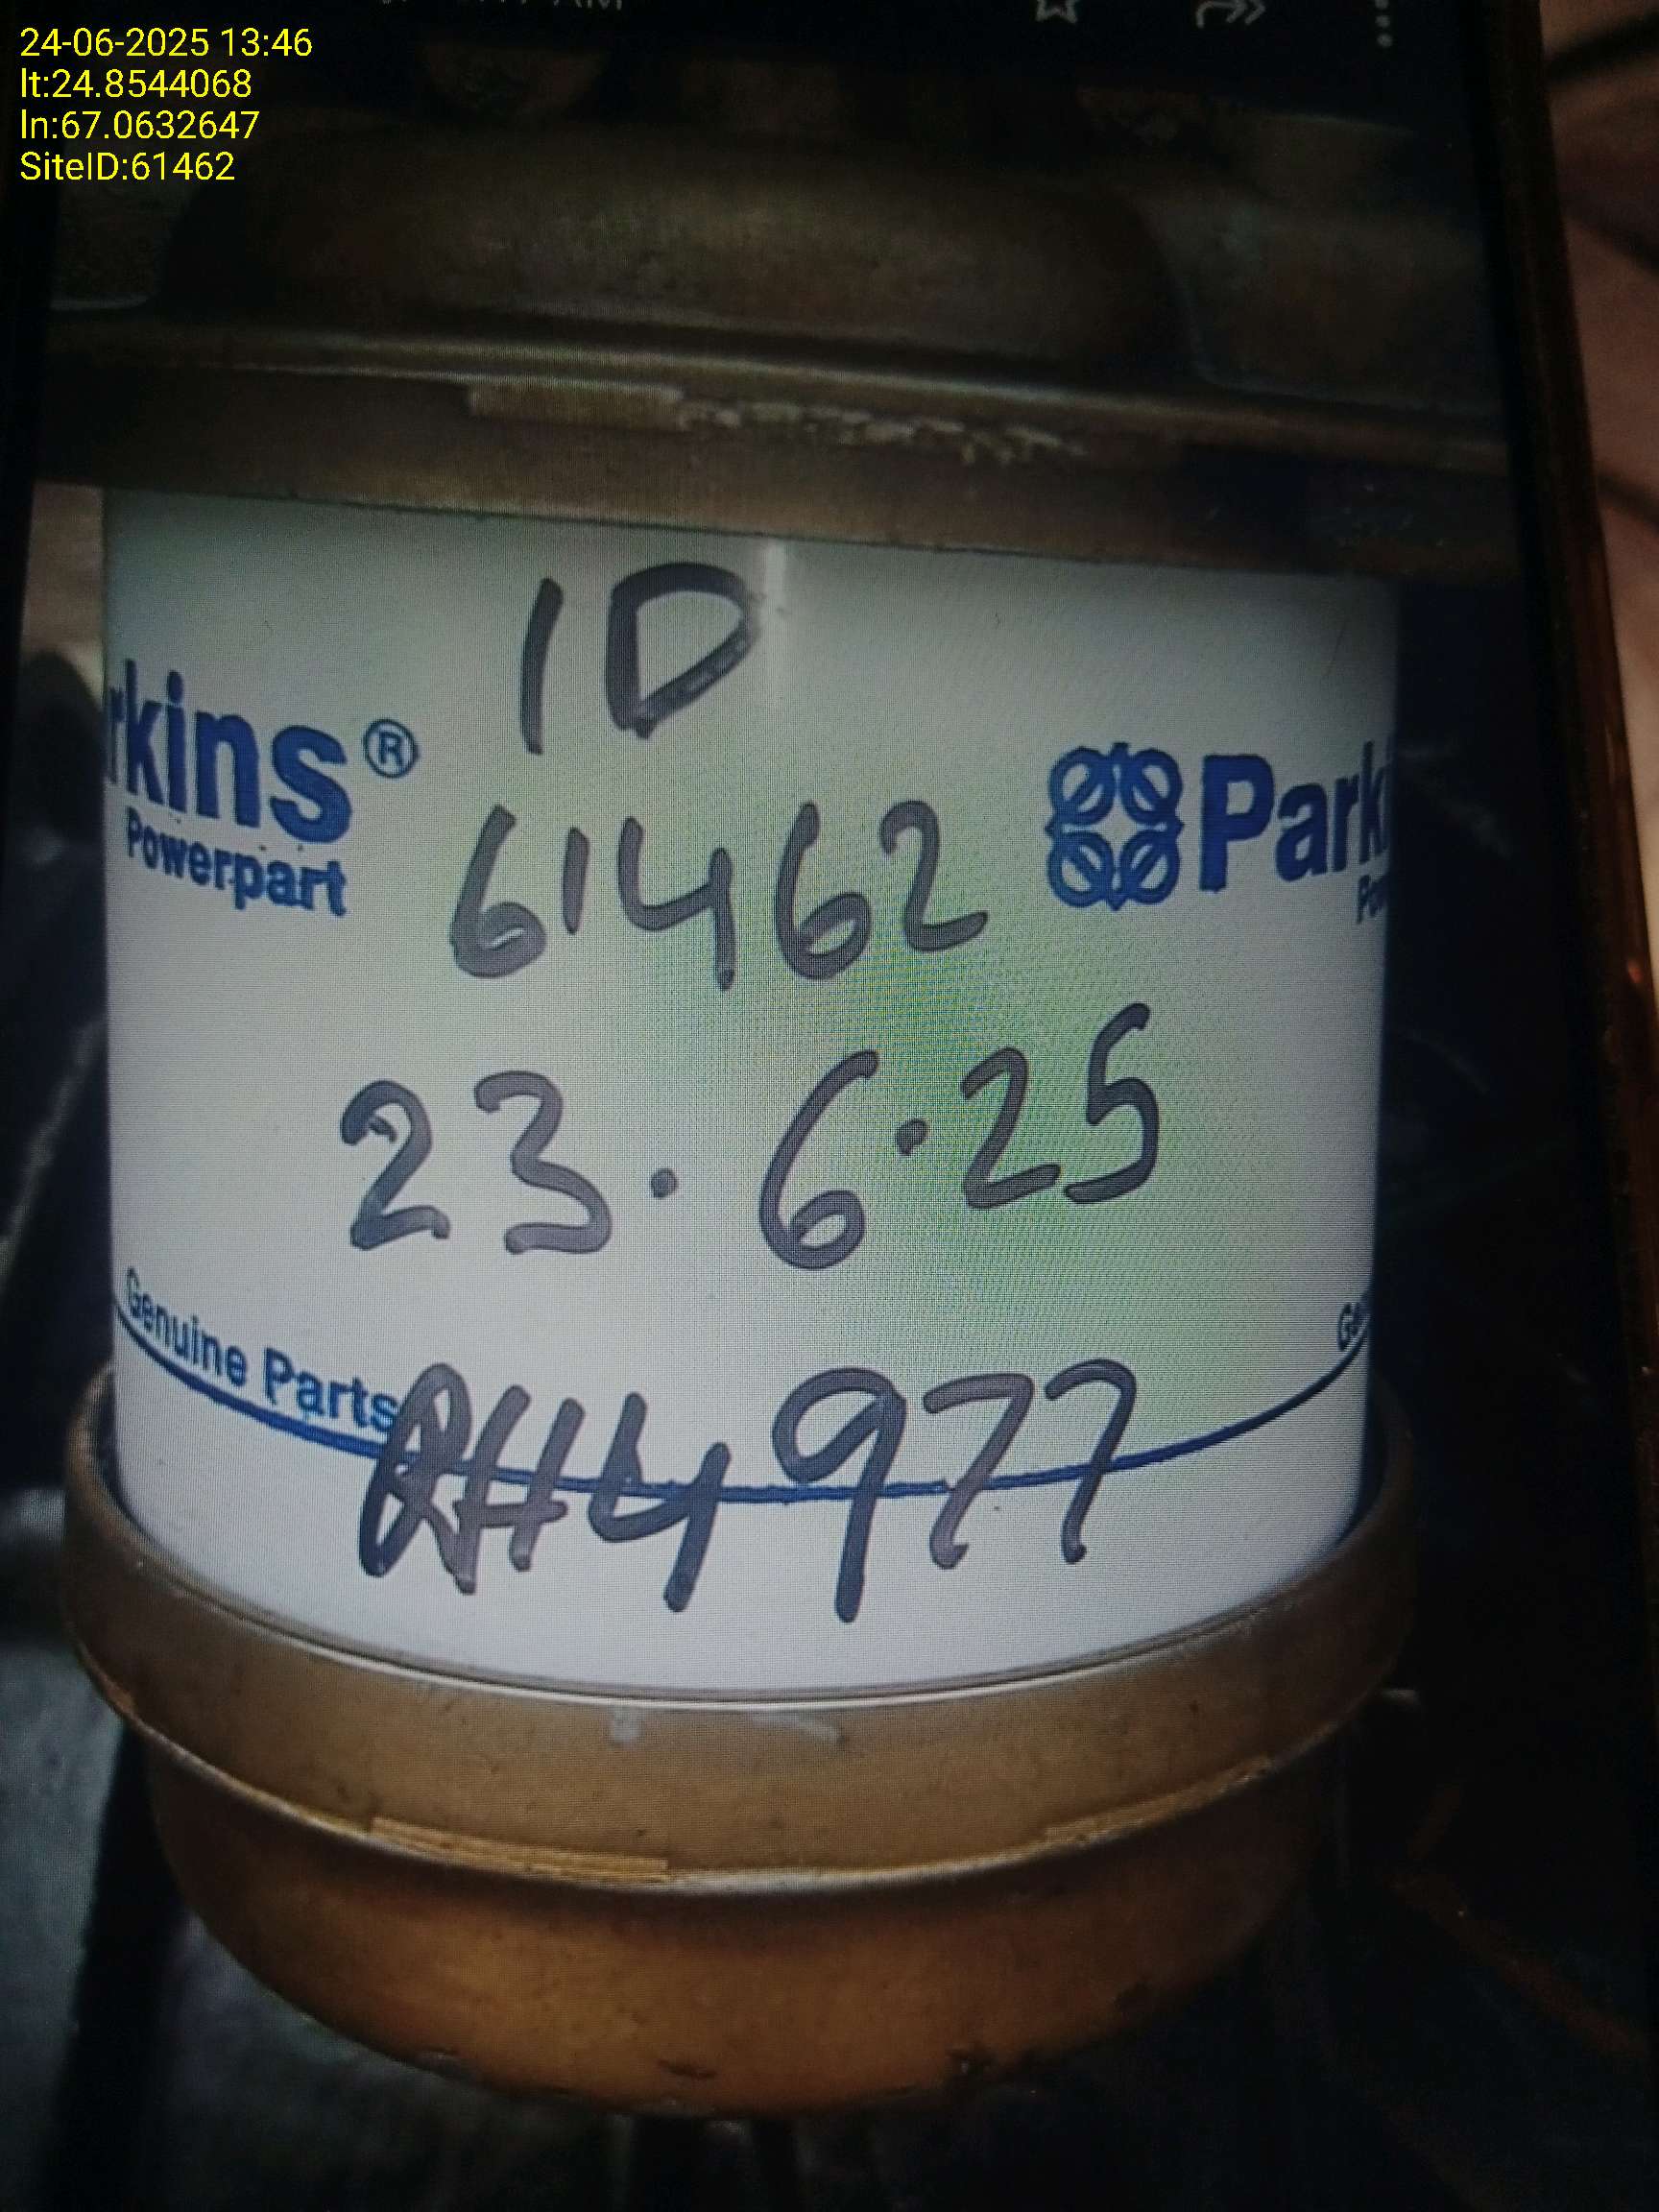 24-06-2025 13:46
lt:24.8544068
ln:67.0632647
SiteID:61462
ID
rkins®
Powerpart
Parki
61462
23.6.25
Genuine Parts
RH4977